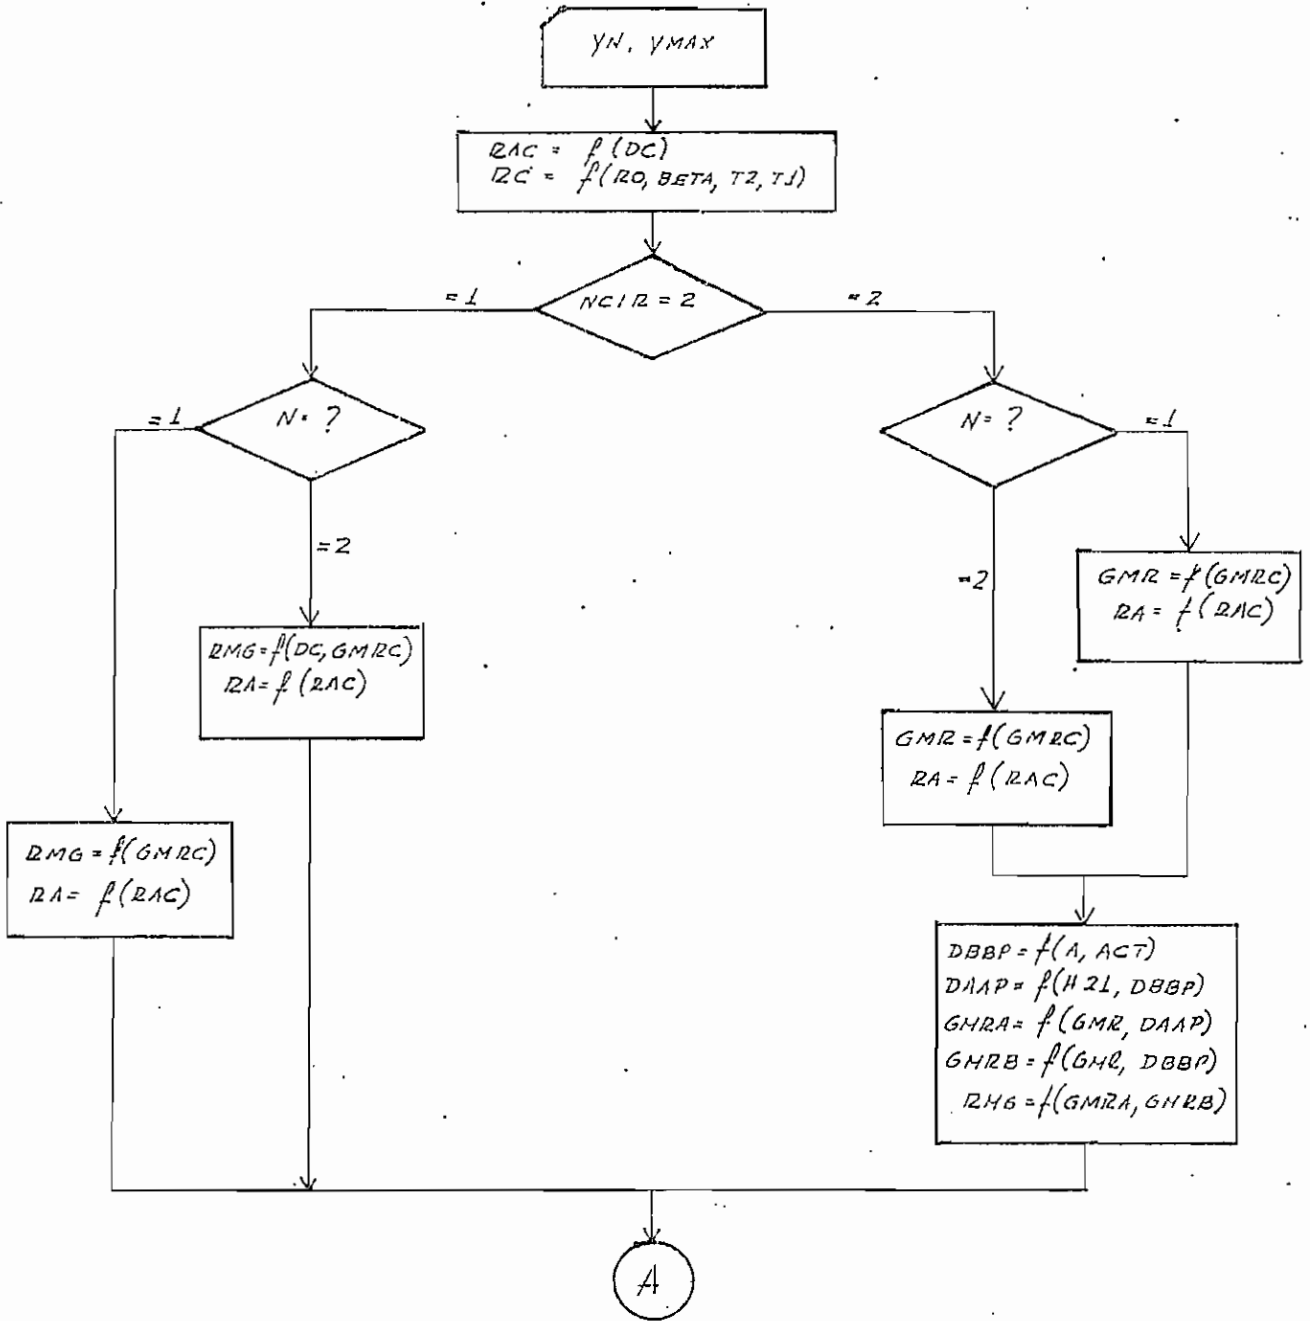 YN, YMAX
RAC = f (DC)
RC = f(RO, BETA, T2, T1)
=1
NCIR = 2
=2
=1
N = ?
N = ?
=1
=2
=2
GMR = f(GMRC)
RA = f(RAC)
RMG = f(DC, GMRC)
RA = f (RAC)
GMR = f(GMRC)
RA = f(RAC)
RMG = f(GMRC)
RA = f(RAC)
DBBP = f(A, ACT)
DAAP = f(H21, DBBP)
GMRA = f(GMR, DAAP)
GMRB = f(GMR, DBBP)
RMG = f(GMRA, GMRB)
A